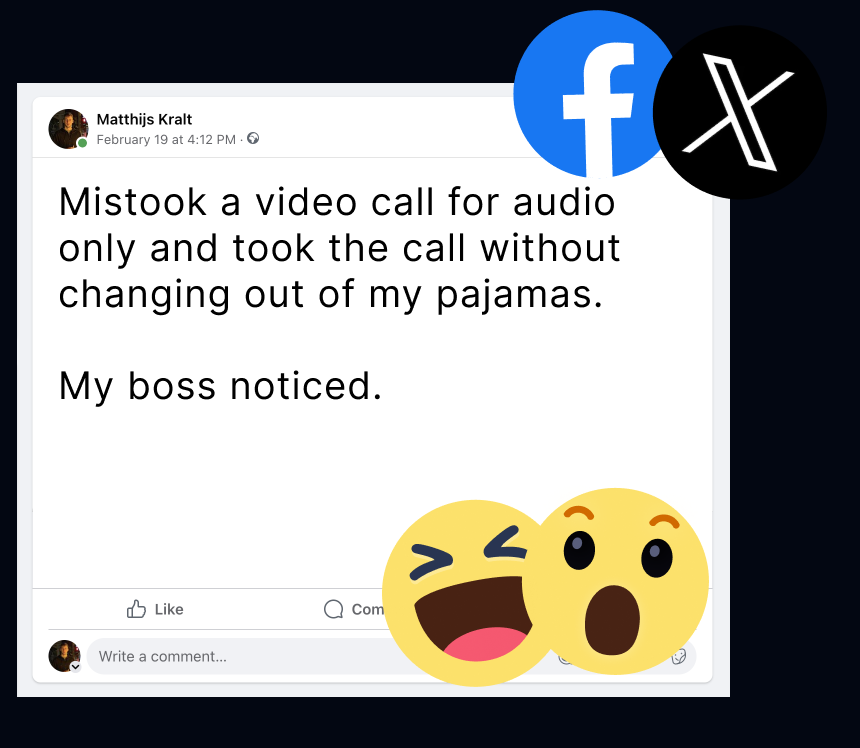 Matthijs Kralt
February 19 at 4:12 PM ·
Mistook a video call for audio
only and took the call without
changing out of my pajamas.
My boss noticed.
Like
Com
Write a comment...